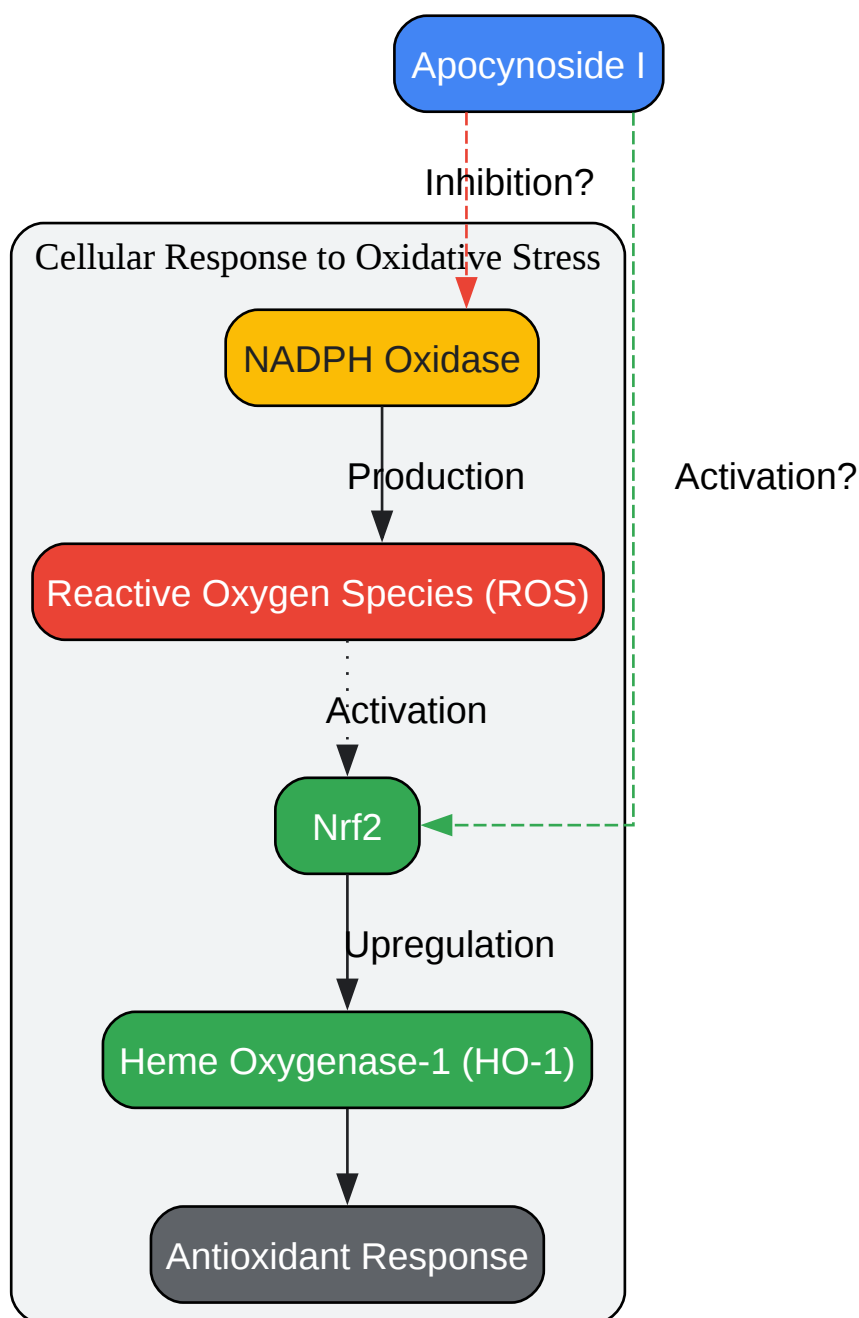 Apocynoside I
Inhibition?
Cellular Response to Oxidative Stress
NADPH Oxidase
Production
Activation?
Reactive Oxygen Species (ROS)
Activation
Nrf2
Upregulation
Heme Oxygenase-1 (HO-1)
Antioxidant Response